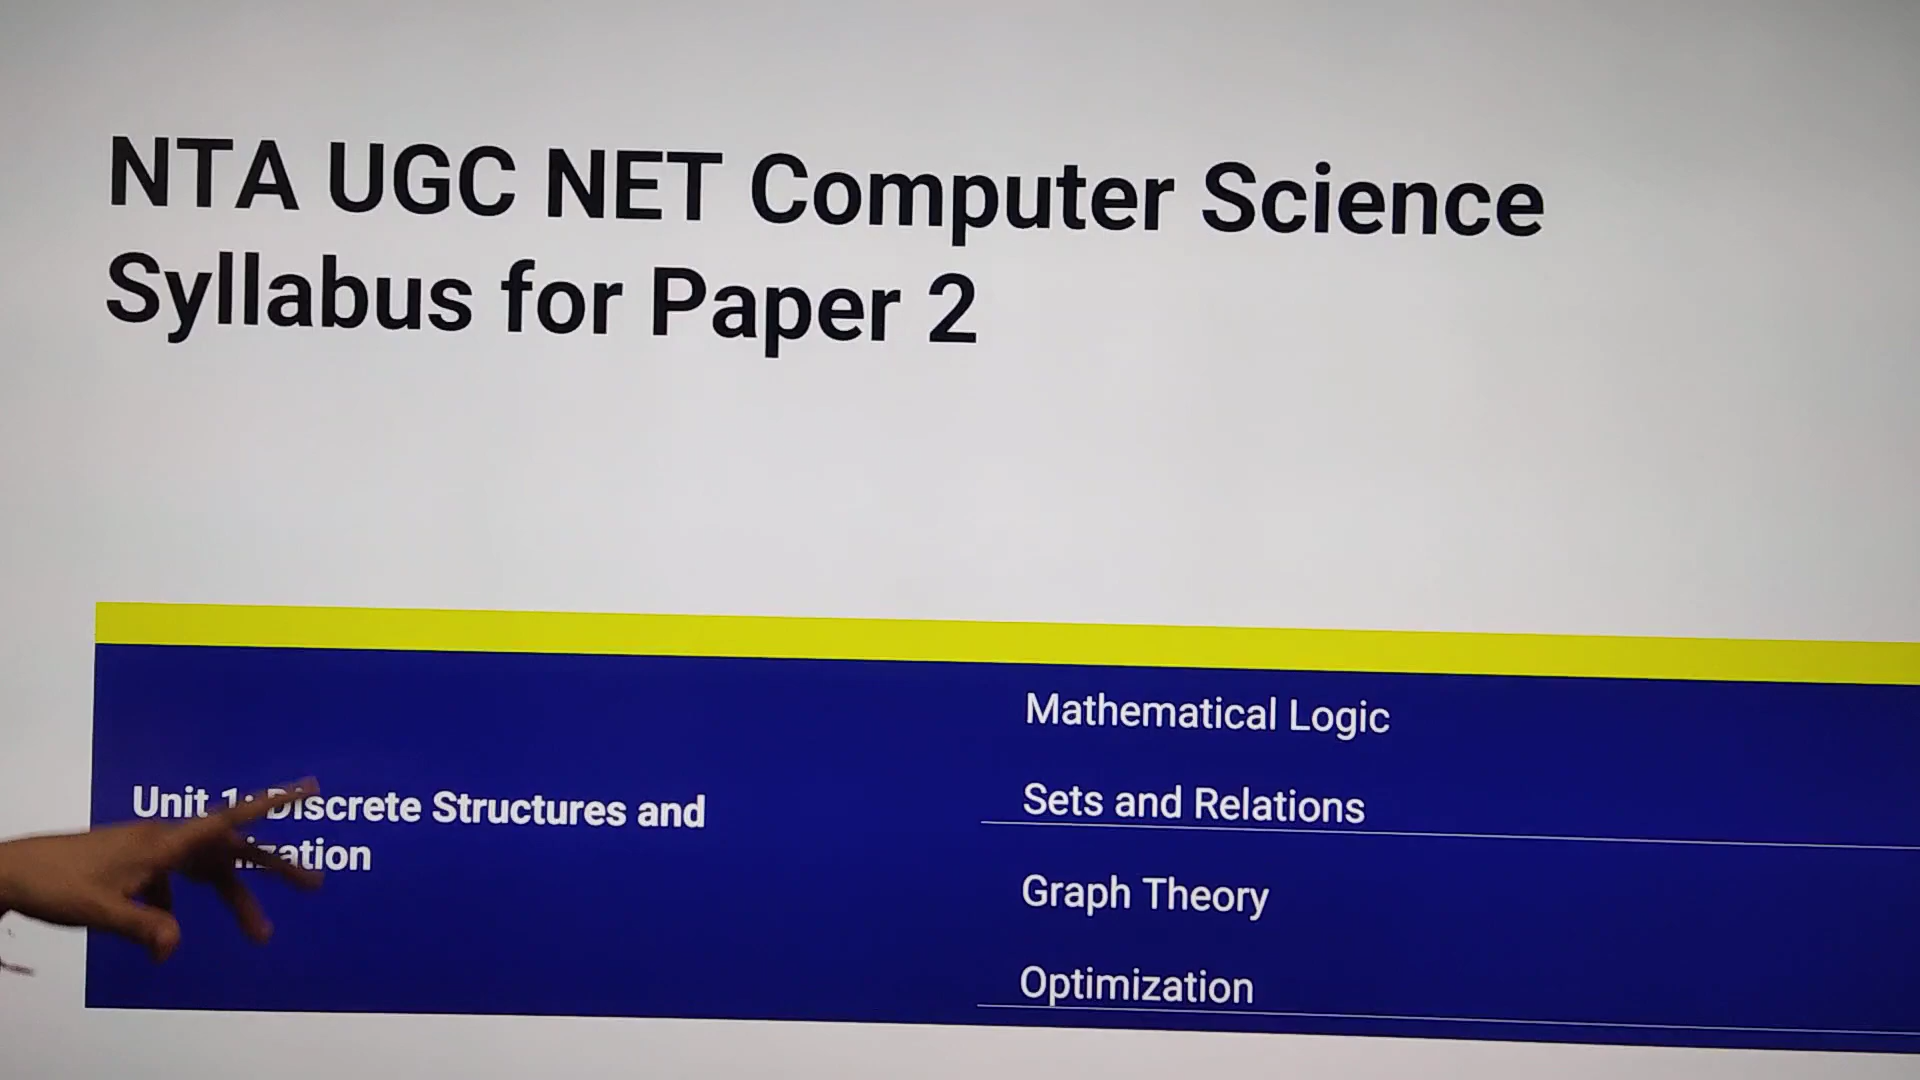 NTA UGC NET Computer Science
Syllabus for Paper 2
Mathematical Logic
Unit 1: Discrete Structures and
Sets and Relations
Graph Theory
Optimization